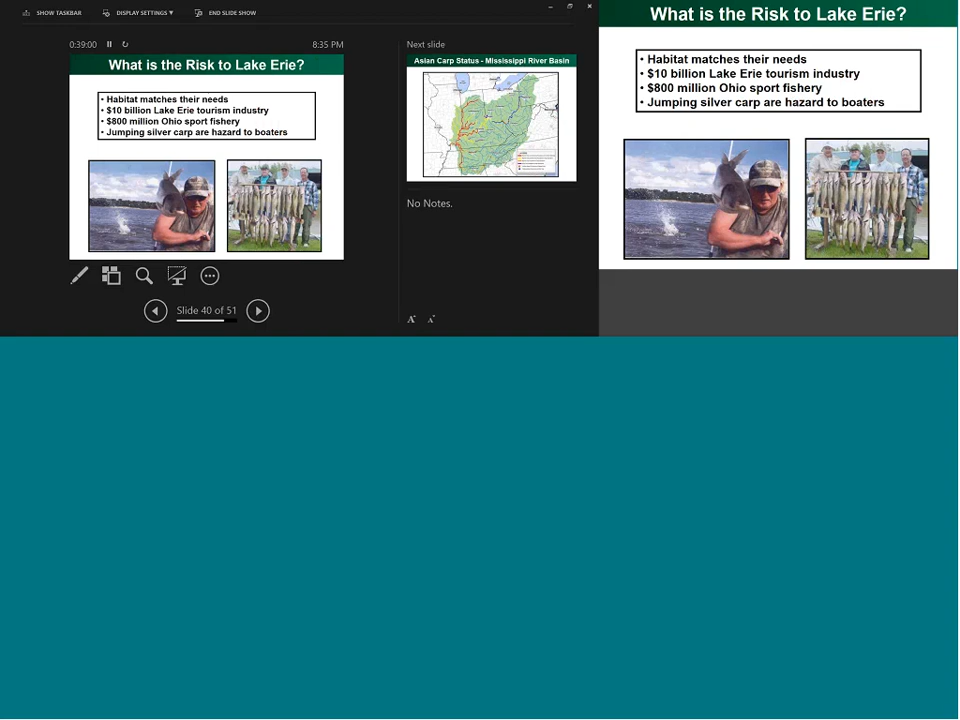 SHOW TASKBAR
DISPLAY SETTINGS ▼
END SLIDE SHOW
0:39:00
8:35 PM
What is the Risk to Lake Erie?
• Habitat matches their needs
• $10 billion Lake Erie tourism industry
• $800 million Ohio sport fishery
• Jumping silver carp are hazard to boaters
Slide 40 of 51
Next slide
Asian Carp Status - Mississippi River Basin
No Notes.
A
A
What is the Risk to Lake Erie?
• Habitat matches their needs
• $10 billion Lake Erie tourism industry
• $800 million Ohio sport fishery
• Jumping silver carp are hazard to boaters